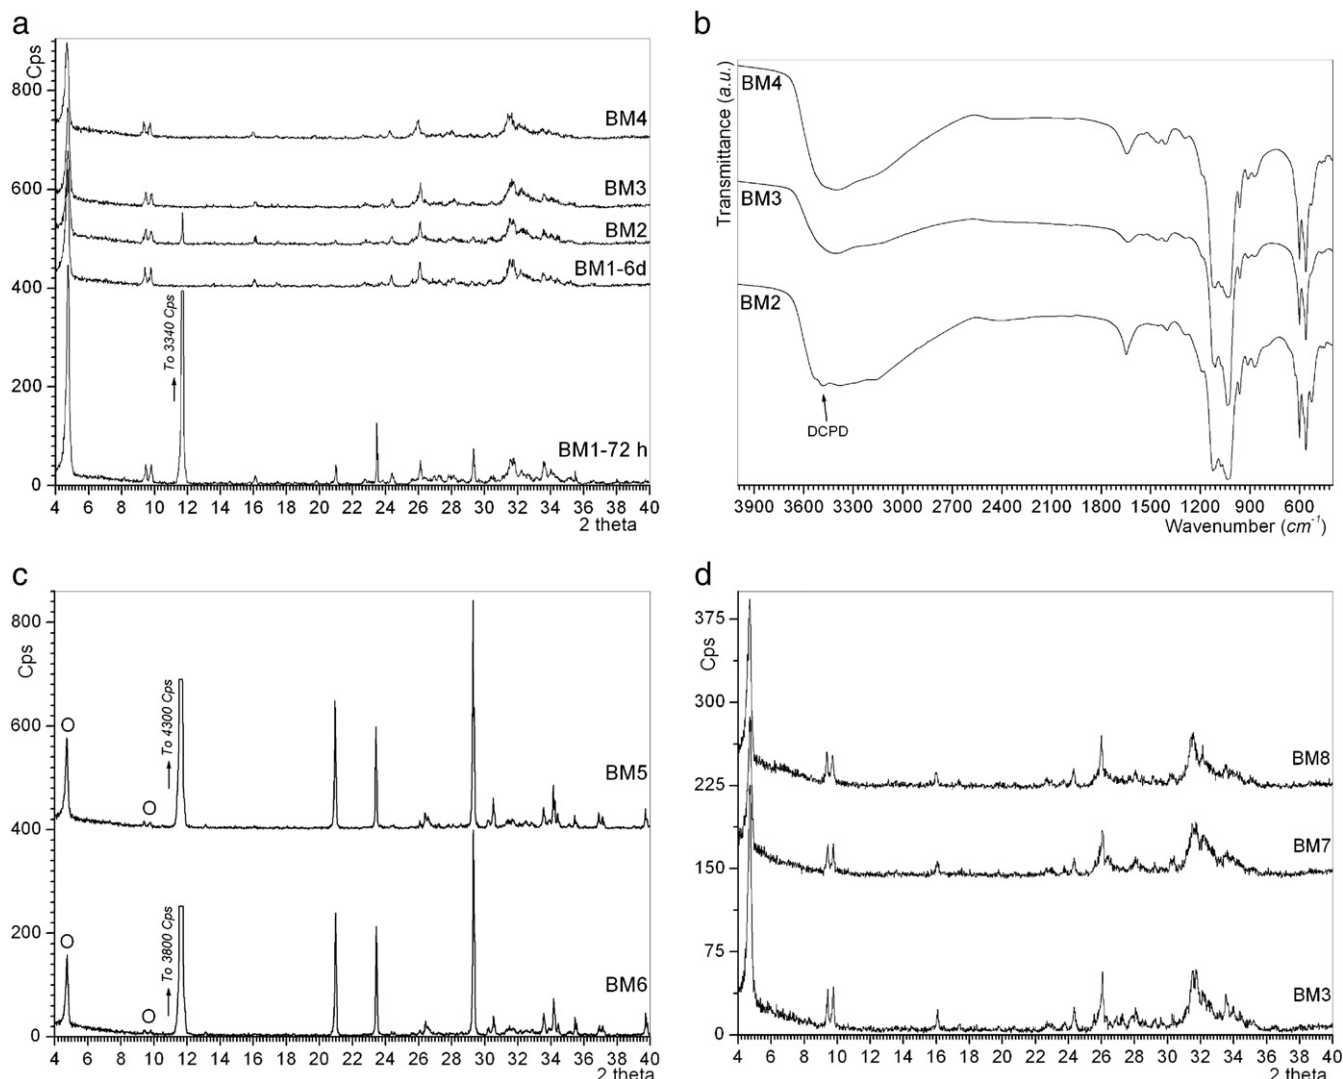 a
Cps
800
600
400
200
0
BM4
BM3
BM2
BM1-6d
To 3340 Cps
BM1-72 h
4 6 8 10 12 14 16 18 20 22 24 26 28 30 32 34 36 38 40
2 theta
b
Transmittance (a.u.)
BM4
BM3
BM2
DCPD
3900 3600 3300 3000 2700 2400 2100 1800 1500 1200 900 600
Wavenumber (cm-1)
c
Cps
800
600
400
200
0
O
O
To 4300 Cps
BM5
O
O
To 3800 Cps
BM6
4 6 8 10 12 14 16 18 20 22 24 26 28 30 32 34 36 38 40
2 theta
d
Cps
375
300
225
150
75
0
BM8
BM7
BM3
4 6 8 10 12 14 16 18 20 22 24 26 28 30 32 34 36 38 40
2 theta